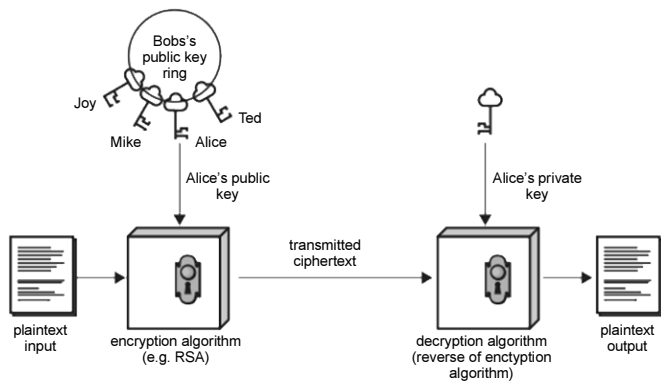 Bobs's
public key
ring
Joy
Mike
Alice
Ted
Alice's public
key
Alice's private
key
transmitted
ciphertext
plaintext
input
encryption algorithm
(e.g. RSA)
decryption algorithm
(reverse of enctyption
algorithm)
plaintext
output